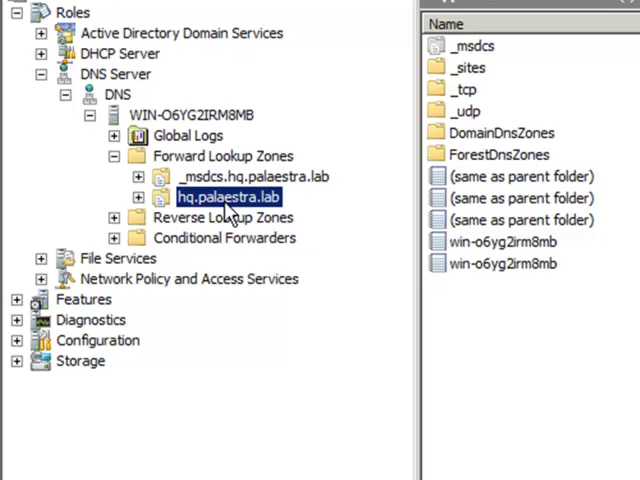 Roles
Active Directory Domain Services
DHCP Server
DNS Server
DNS
WIN-O6YG2IRM8MB
Global Logs
Forward Lookup Zones
_msdcs.hq.palaestra.lab
hq.palaestra.lab
Reverse Lookup Zones
Conditional Forwarders
File Services
Network Policy and Access Services
Features
Diagnostics
Configuration
Storage
Name
_msdcs
_sites
_tcp
_udp
DomainDnsZones
ForestDnsZones
(same as parent folder)
(same as parent folder)
(same as parent folder)
win-o6yg2irm8mb
win-o6yg2irm8mb